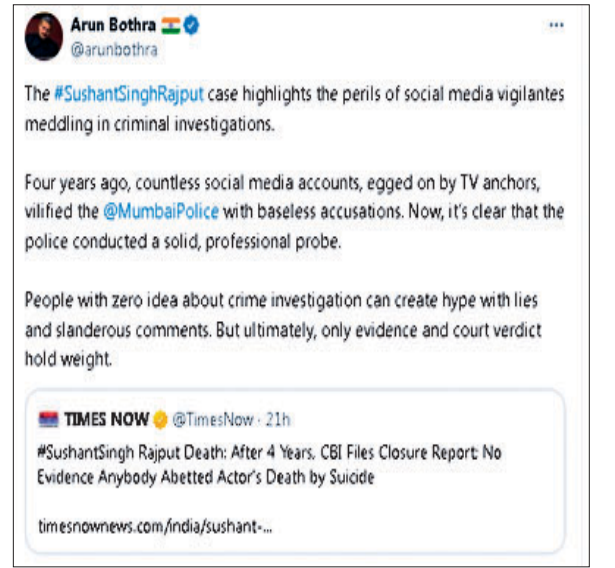 Arun Bothra
@arunbothra
The #SushantSinghRajput case highlights the perils of social media vigilantes
meddling in criminal investigations.
Four years ago, countless social media accounts, egged on by TV anchors,
vilified the @MumbaiPolice with baseless accusations. Now, it's clear that the
police conducted a solid, professional probe.
People with zero idea about crime investigation can create hype with lies
and slanderous comments. But ultimately, only evidence and court verdict
hold weight.
TIMES NOW @TimesNow · 21h
#SushantSingh Rajput Death: After 4 Years, CBI Files Closure Report; No
Evidence Anybody Abetted Actor's Death by Suicide
timesnownews.com/india/sushant-...